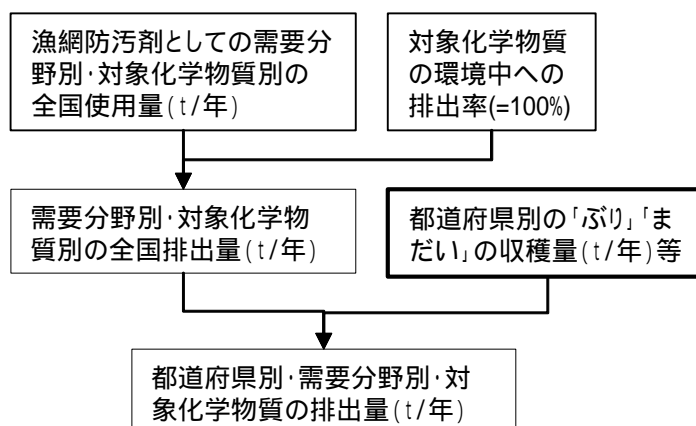 漁網防汚剤としての需要分
野別・対象化学物質別の
全国使用量(t/年)
対象化学物質
の環境中への
排出率(=100%)
需要分野別・対象化学物
質別の全国排出量(t/年)
都道府県別の「ぶり」「ま
だい」の収穫量(t/年)等
都道府県別・需要分野別・対
象化学物質の排出量(t/年)